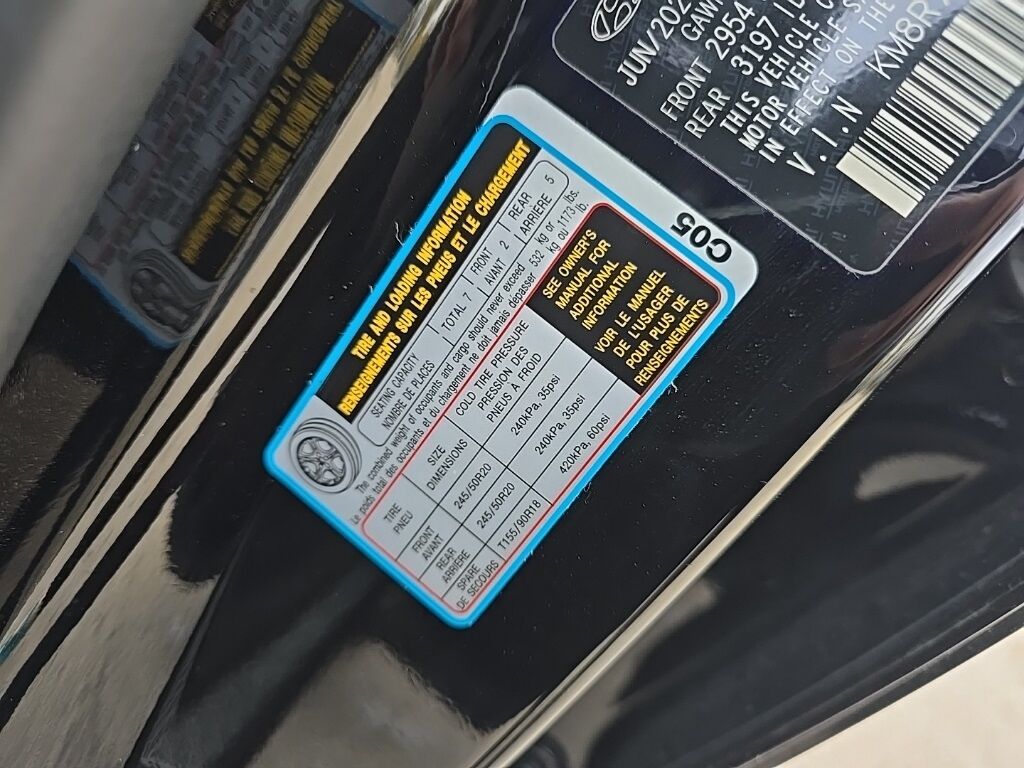 TIRE AND LOADING INFORMATION
RENSEIGNEMENTS SUR LES PNEUS ET LE CHARGEMENT
SEATING CAPACITY
NOMBRE DE PLACES
TOTAL 7
FRONT
AVANT 2
REAR
ARRIÈRE 5
The combined weight of occupants and cargo should never exceed 532 kg or 1173 lbs.
Le poids total des occupants et du chargement ne doit jamais dépasser 532 kg ou 1173 lb.
TIRE
PNEU
SIZE
DIMENSIONS
COLD TIRE PRESSURE
PRESSION DES
PNEUS À FROID
FRONT
AVANT
245/50R20
240kPa, 35psi
REAR
ARRIÈRE
245/50R20
240kPa, 35psi
SPARE
DE SECOURS
T155/90R18
420kPa, 60psi
SEE OWNER'S
MANUAL FOR
ADDITIONAL
INFORMATION
VOIR LE MANUEL
DE L'USAGER
POUR PLUS DE
RENSEIGNEMENTS
C05
JUN/202
GAW
FRONT 2954
REAR 3197
THIS VEHICLE
MOTOR VEHICLE
IN EFFECT ON THE
V.I.N KM8R